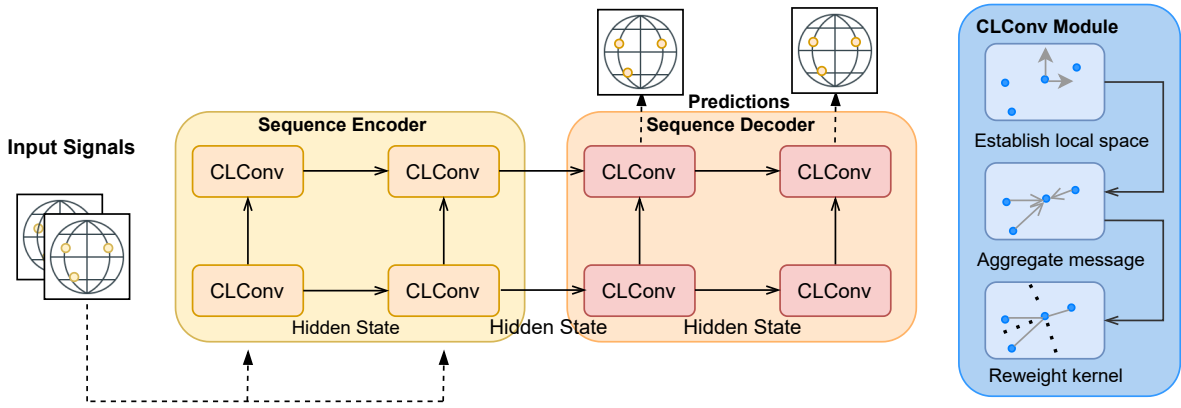 Input Signals
Sequence Encoder
CLConv
CLConv
CLConv
CLConv
Hidden State
Hidden State
Predictions
Sequence Decoder
CLConv
CLConv
CLConv
CLConv
Hidden State
CLConv Module
Establish local space
Aggregate message
Reweight kernel